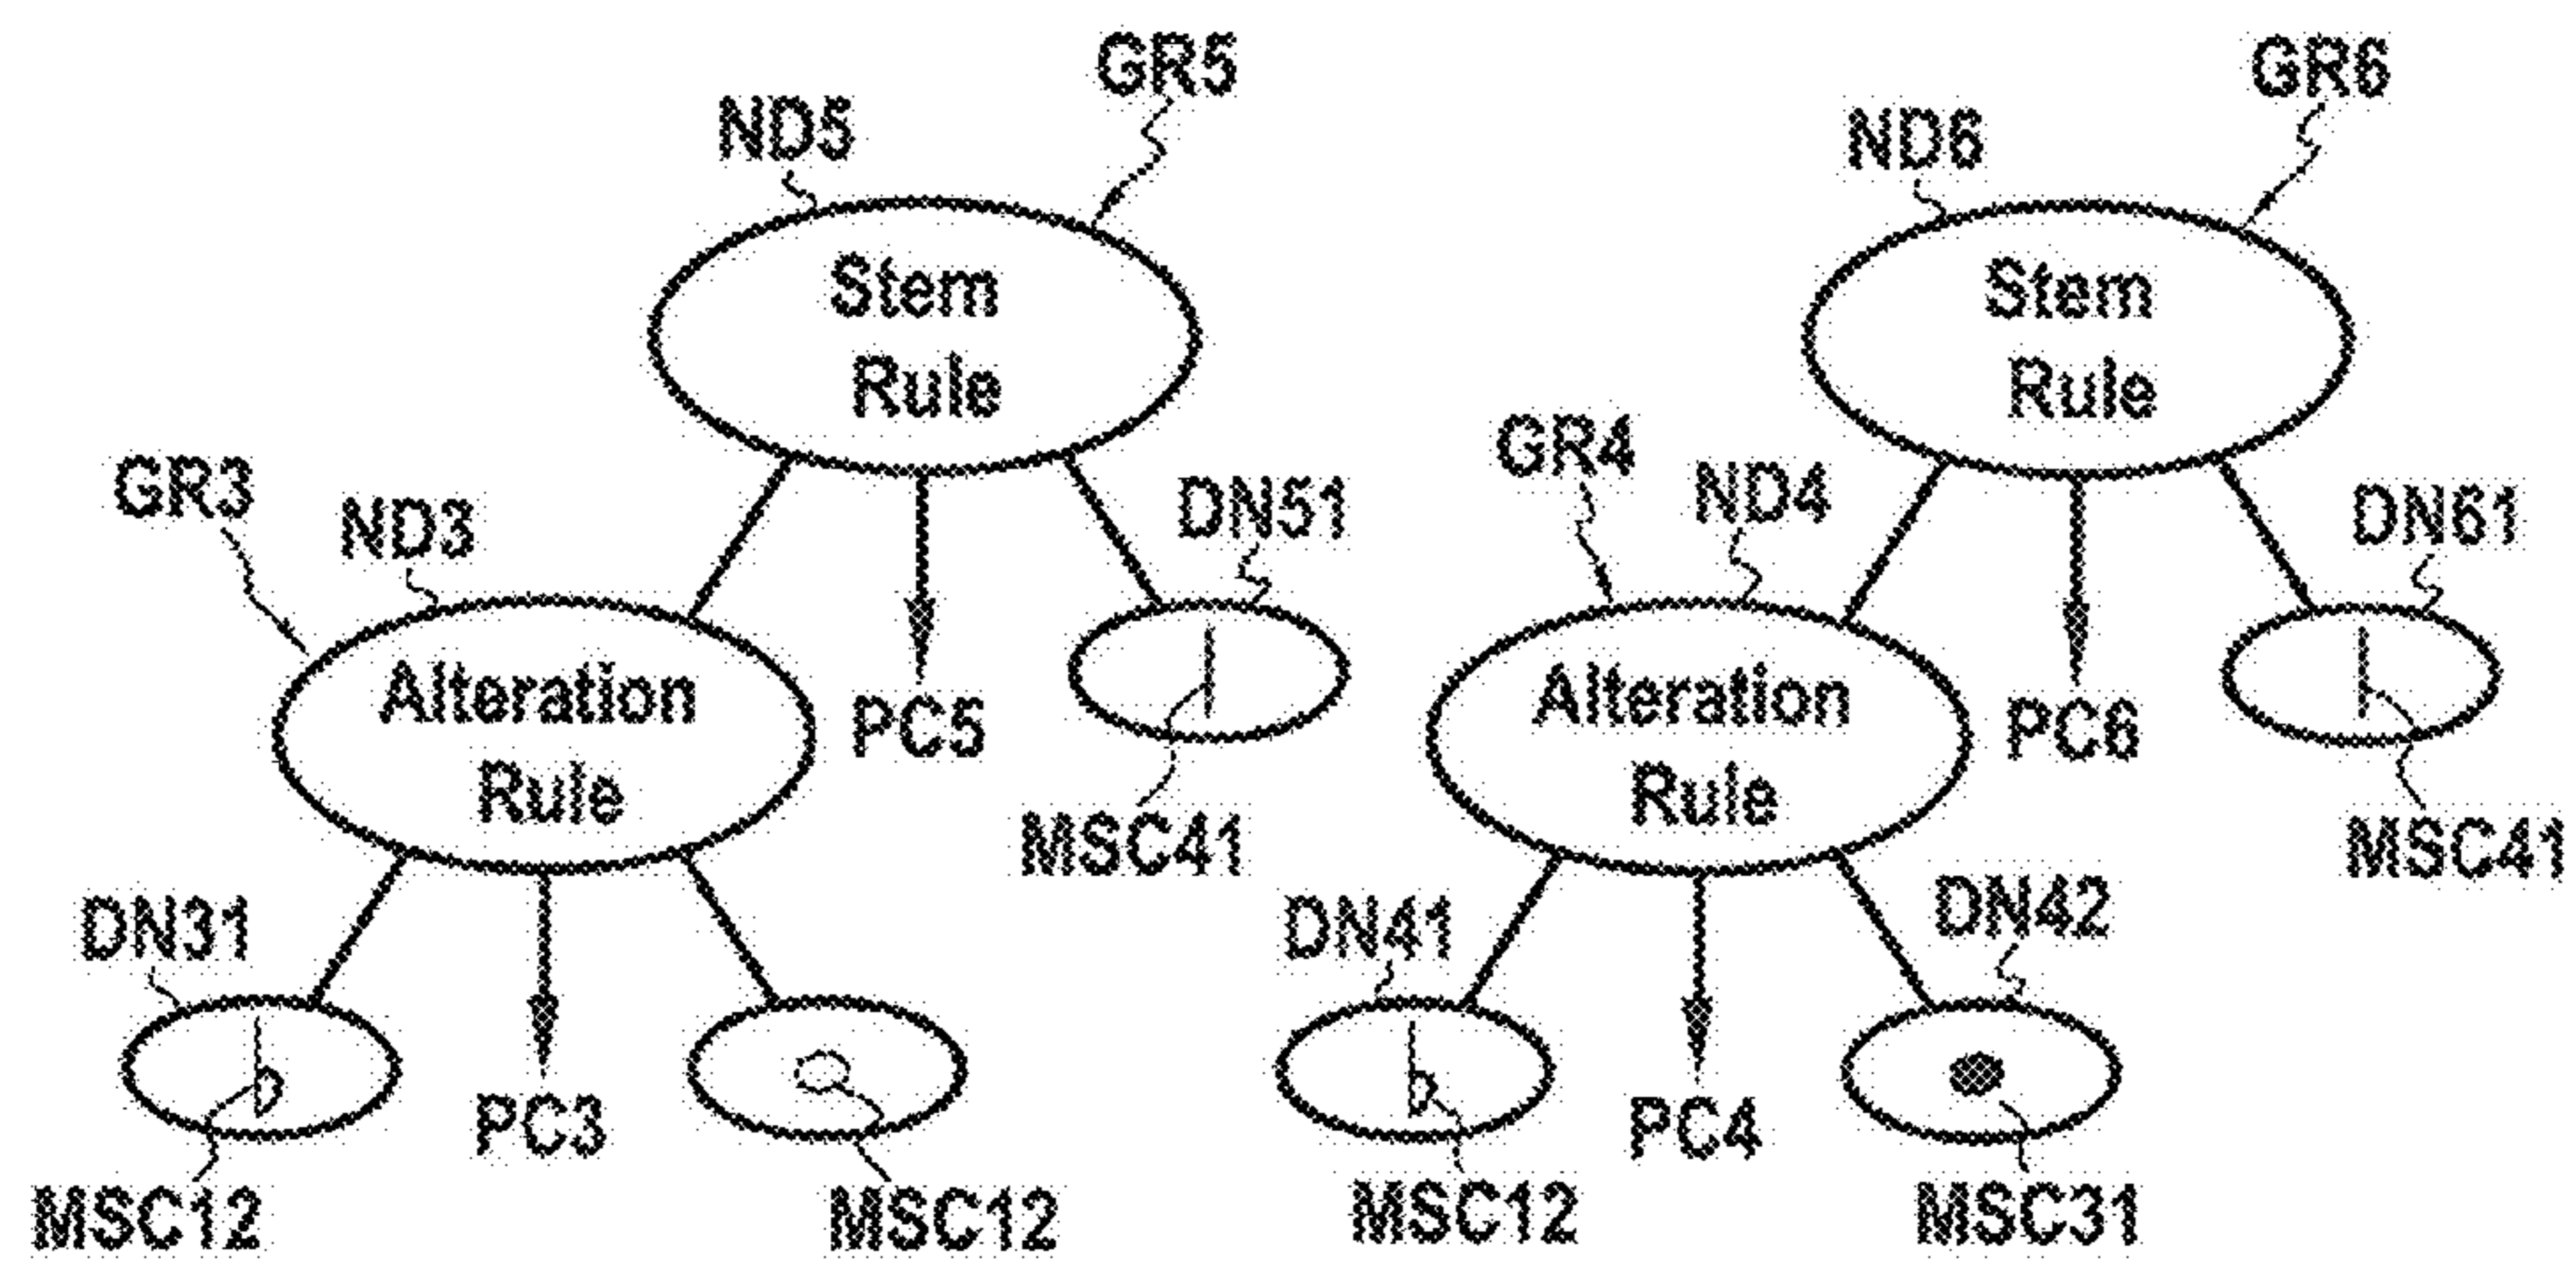 GR5
GR6
ND5
ND6
Stem
Rule
Stem
Rule
GR3
ND3
DN51
GR4
ND4
DN61
Alteration
Rule
PC5
MSC41
Alteration
Rule
PC6
MSC41
DN31
DN41
DN42
PC3
PC4
MSC12
MSC12
MSC12
MSC31